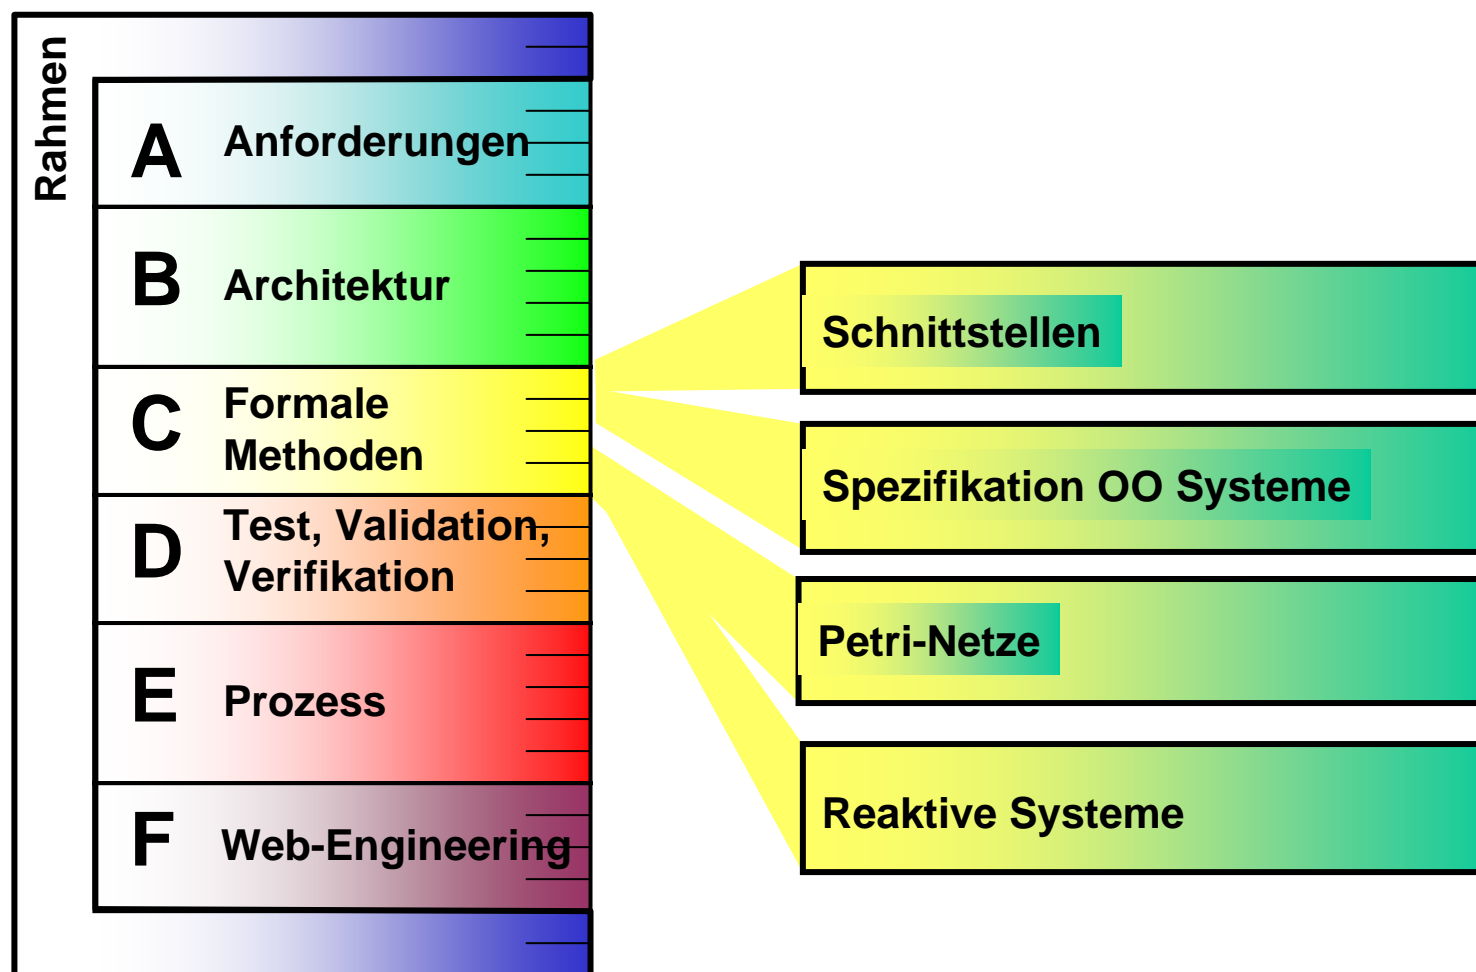 Rahmen
A
Anforderungen
B
Architektur
C
Formale
Methoden
D
Test, Validation,
Verifikation
E
Prozess
F
Web-Engineering
Schnittstellen
Spezifikation OO Systeme
Petri-Netze
Reaktive Systeme